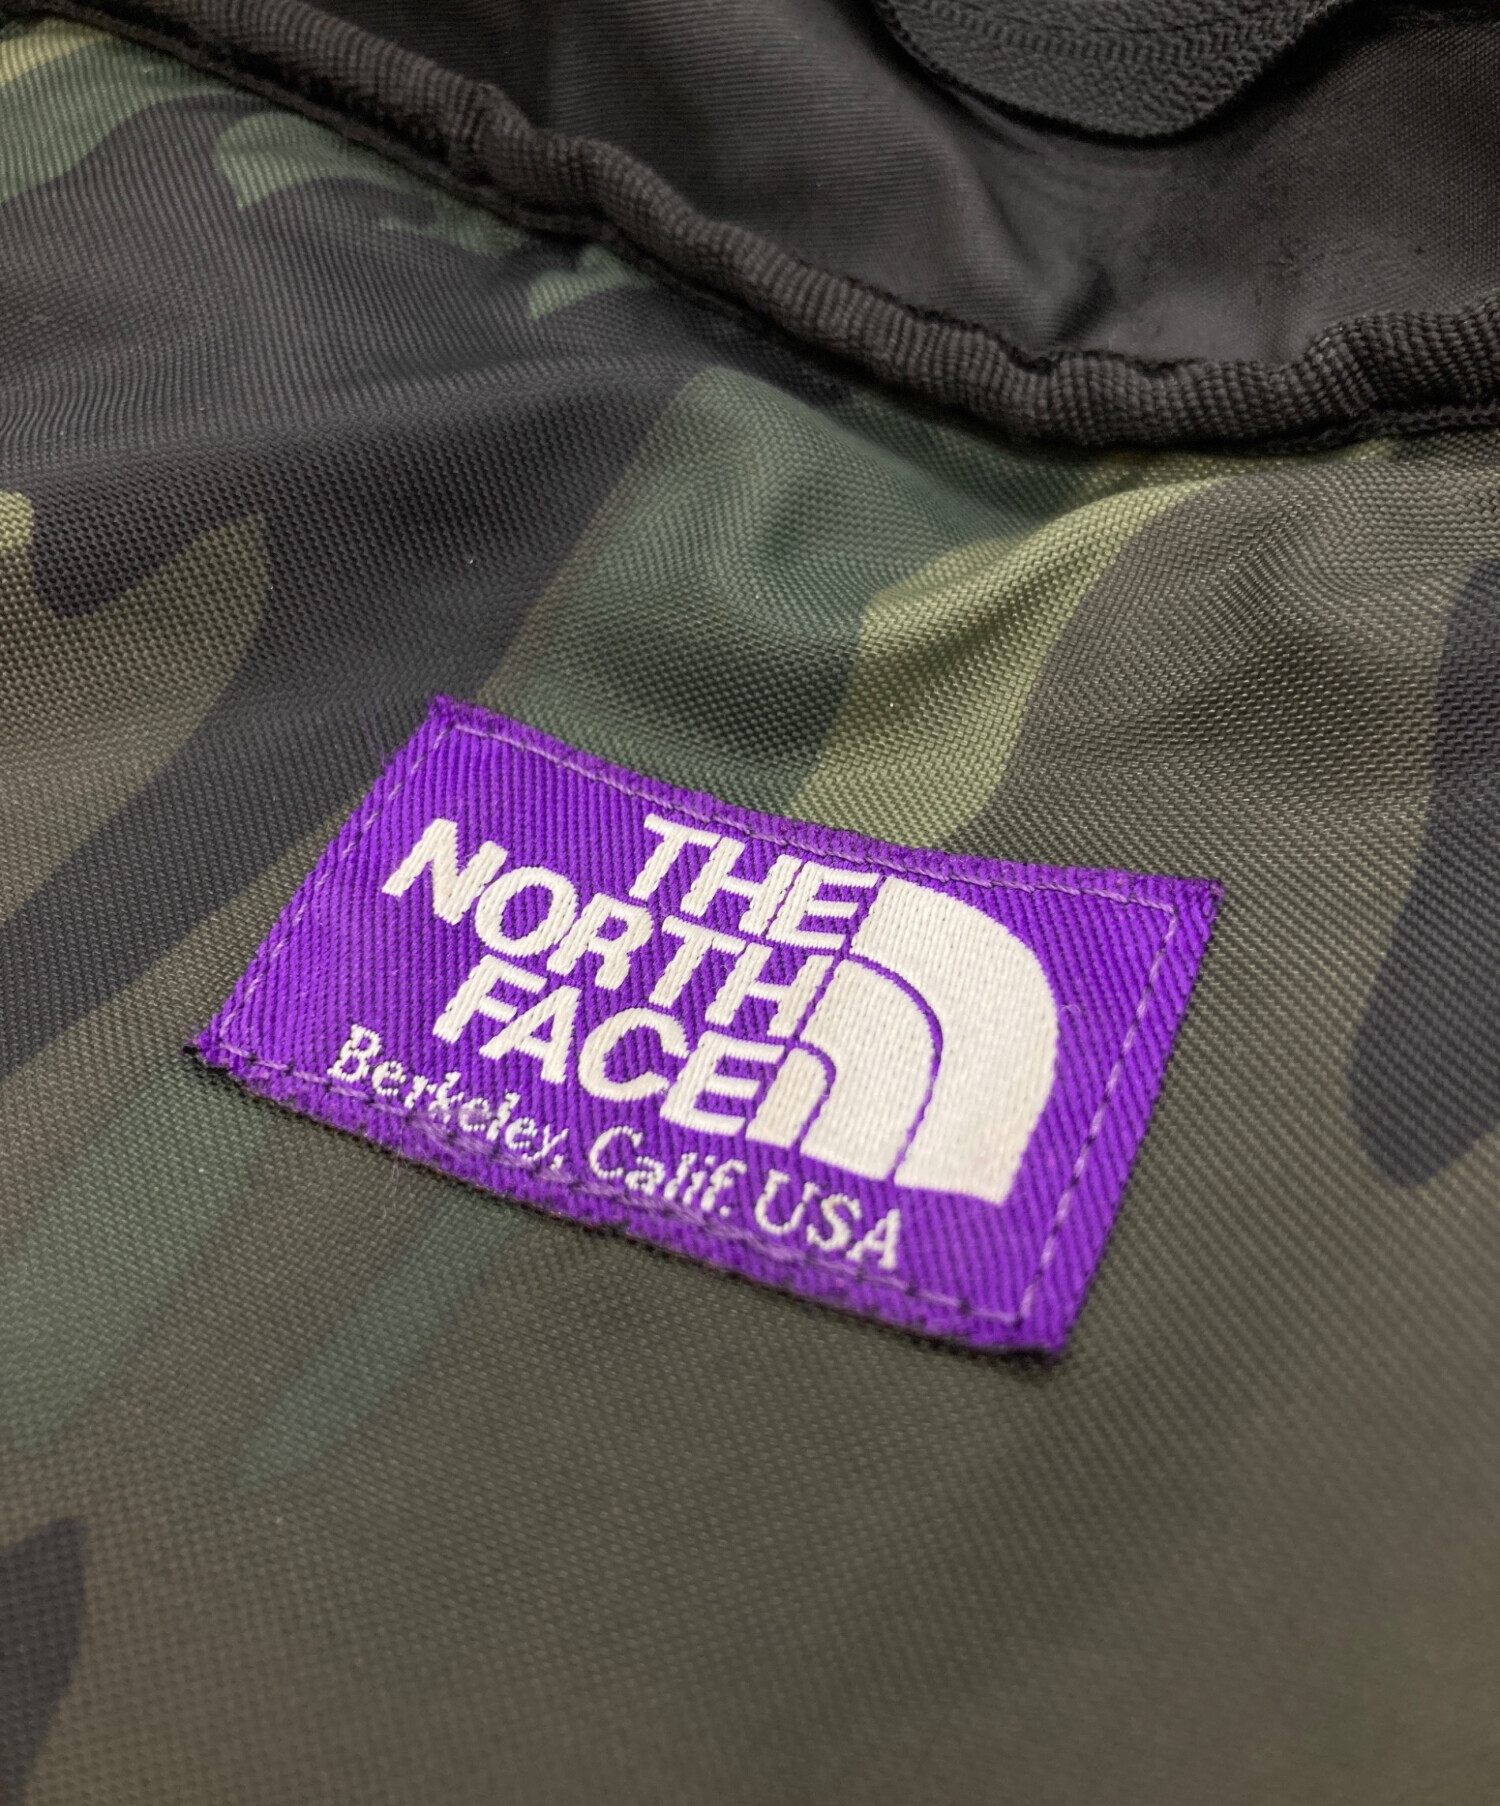 THE
NORTH
FACE
Berkeley, Calif. USA